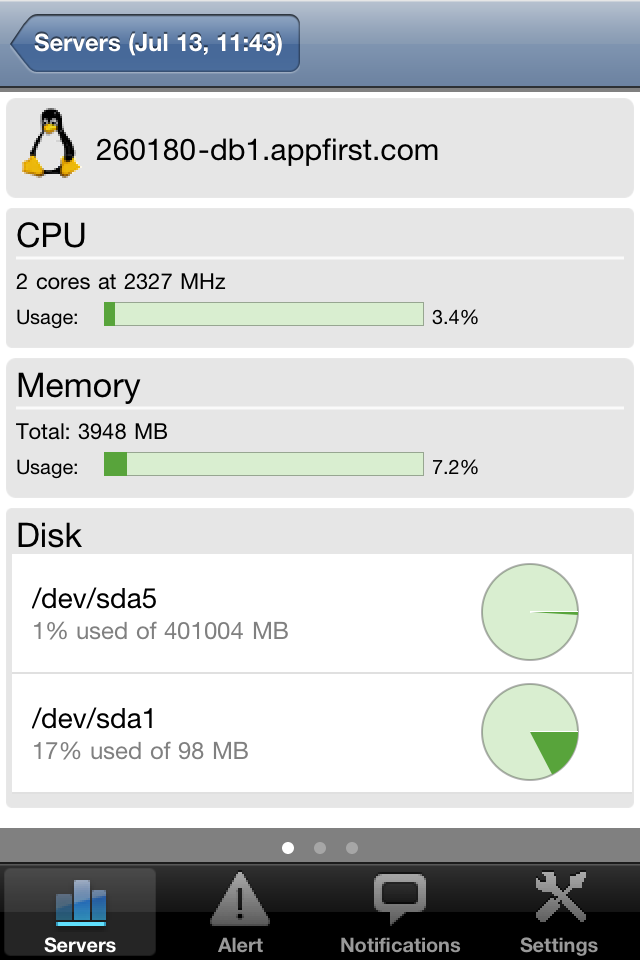 Servers (Jul 13, 11:43)
260180-db1.appfirst.com
CPU
2 cores at 2327 MHz
Usage: 3.4%
Memory
Total: 3948 MB
Usage: 7.2%
Disk
/dev/sda5
1% used of 401004 MB
/dev/sda1
17% used of 98 MB
Servers Alert Notifications Settings